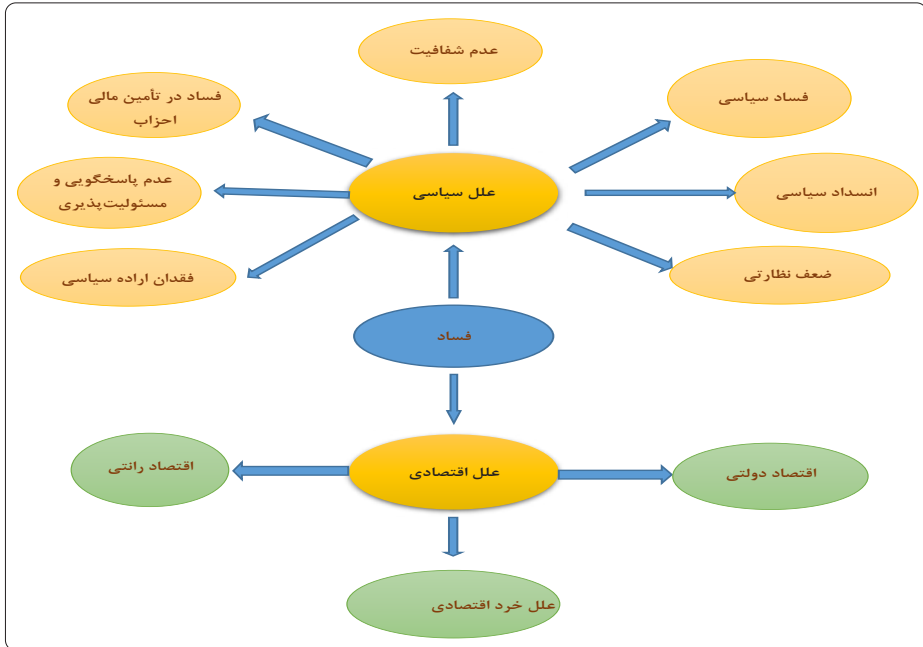 عدم شفافیت
فساد سیاسی
فساد در تأمین مالی
احزاب
علل سیاسی
انسداد سیاسی
عدم پاسخگویی و
مسئولیت‌پذیری
ضعف نظارتی
فقدان اراده سیاسی
فساد
اقتصاد دولتی
علل اقتصادی
اقتصاد رانتی
علل خرد اقتصادی